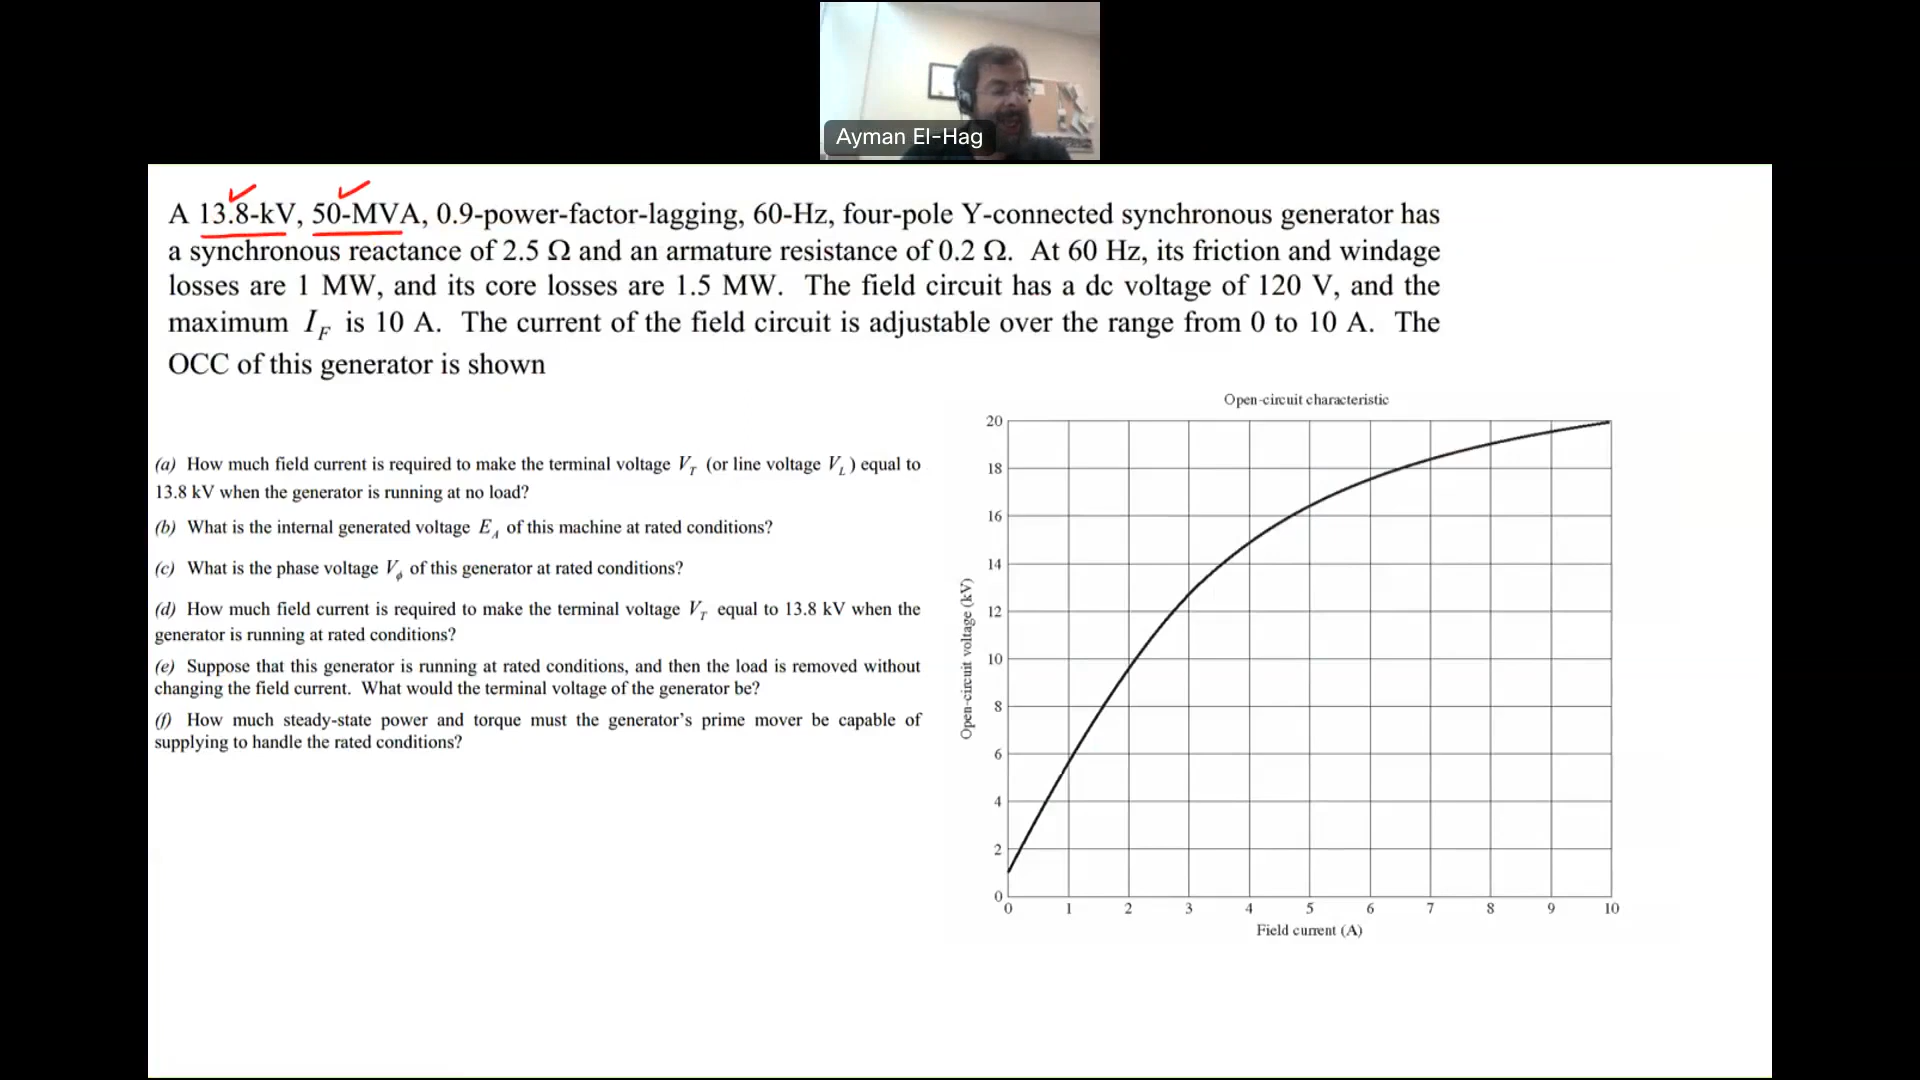 Ayman El-Hag
A 13.8-kV, 50-MVA, 0.9-power-factor-lagging, 60-Hz, four-pole Y-connected synchronous generator has
a synchronous reactance of 2.5 Ω and an armature resistance of 0.2 Ω. At 60 Hz, its friction and windage
losses are 1 MW, and its core losses are 1.5 MW. The field circuit has a dc voltage of 120 V, and the
maximum I_F is 10 A. The current of the field circuit is adjustable over the range from 0 to 10 A. The
OCC of this generator is shown
(a) How much field current is required to make the terminal voltage V_T (or line voltage V_L) equal to
13.8 kV when the generator is running at no load?
(b) What is the internal generated voltage E_A of this machine at rated conditions?
(c) What is the phase voltage V_ϕ of this generator at rated conditions?
(d) How much field current is required to make the terminal voltage V_T equal to 13.8 kV when the
generator is running at rated conditions?
(e) Suppose that this generator is running at rated conditions, and then the load is removed without
changing the field current. What would the terminal voltage of the generator be?
(f) How much steady-state power and torque must the generator's prime mover be capable of
supplying to handle the rated conditions?
Open-circuit characteristic
Open-circuit voltage (kV)
20
18
16
14
12
10
8
6
4
2
0
0 1 2 3 4 5 6 7 8 9 10
Field current (A)